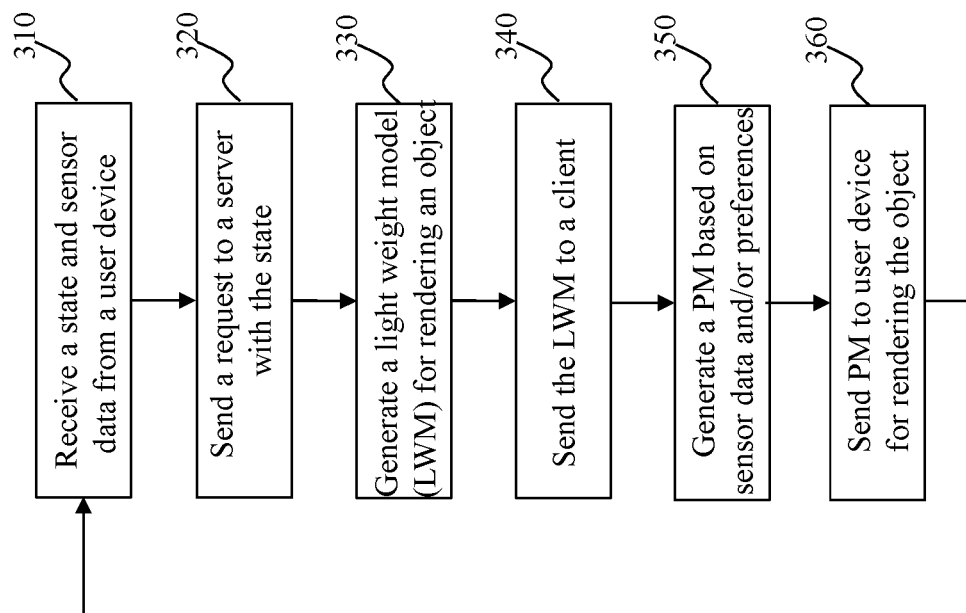 310
Receive a state and sensor
data from a user device
320
Send a request to a server
with the state
330
Generate a light weight model
(LWM) for rendering an object
340
Send the LWM to a client
350
Generate a PM based on
sensor data and/or preferences
360
Send PM to user device
for rendering the object